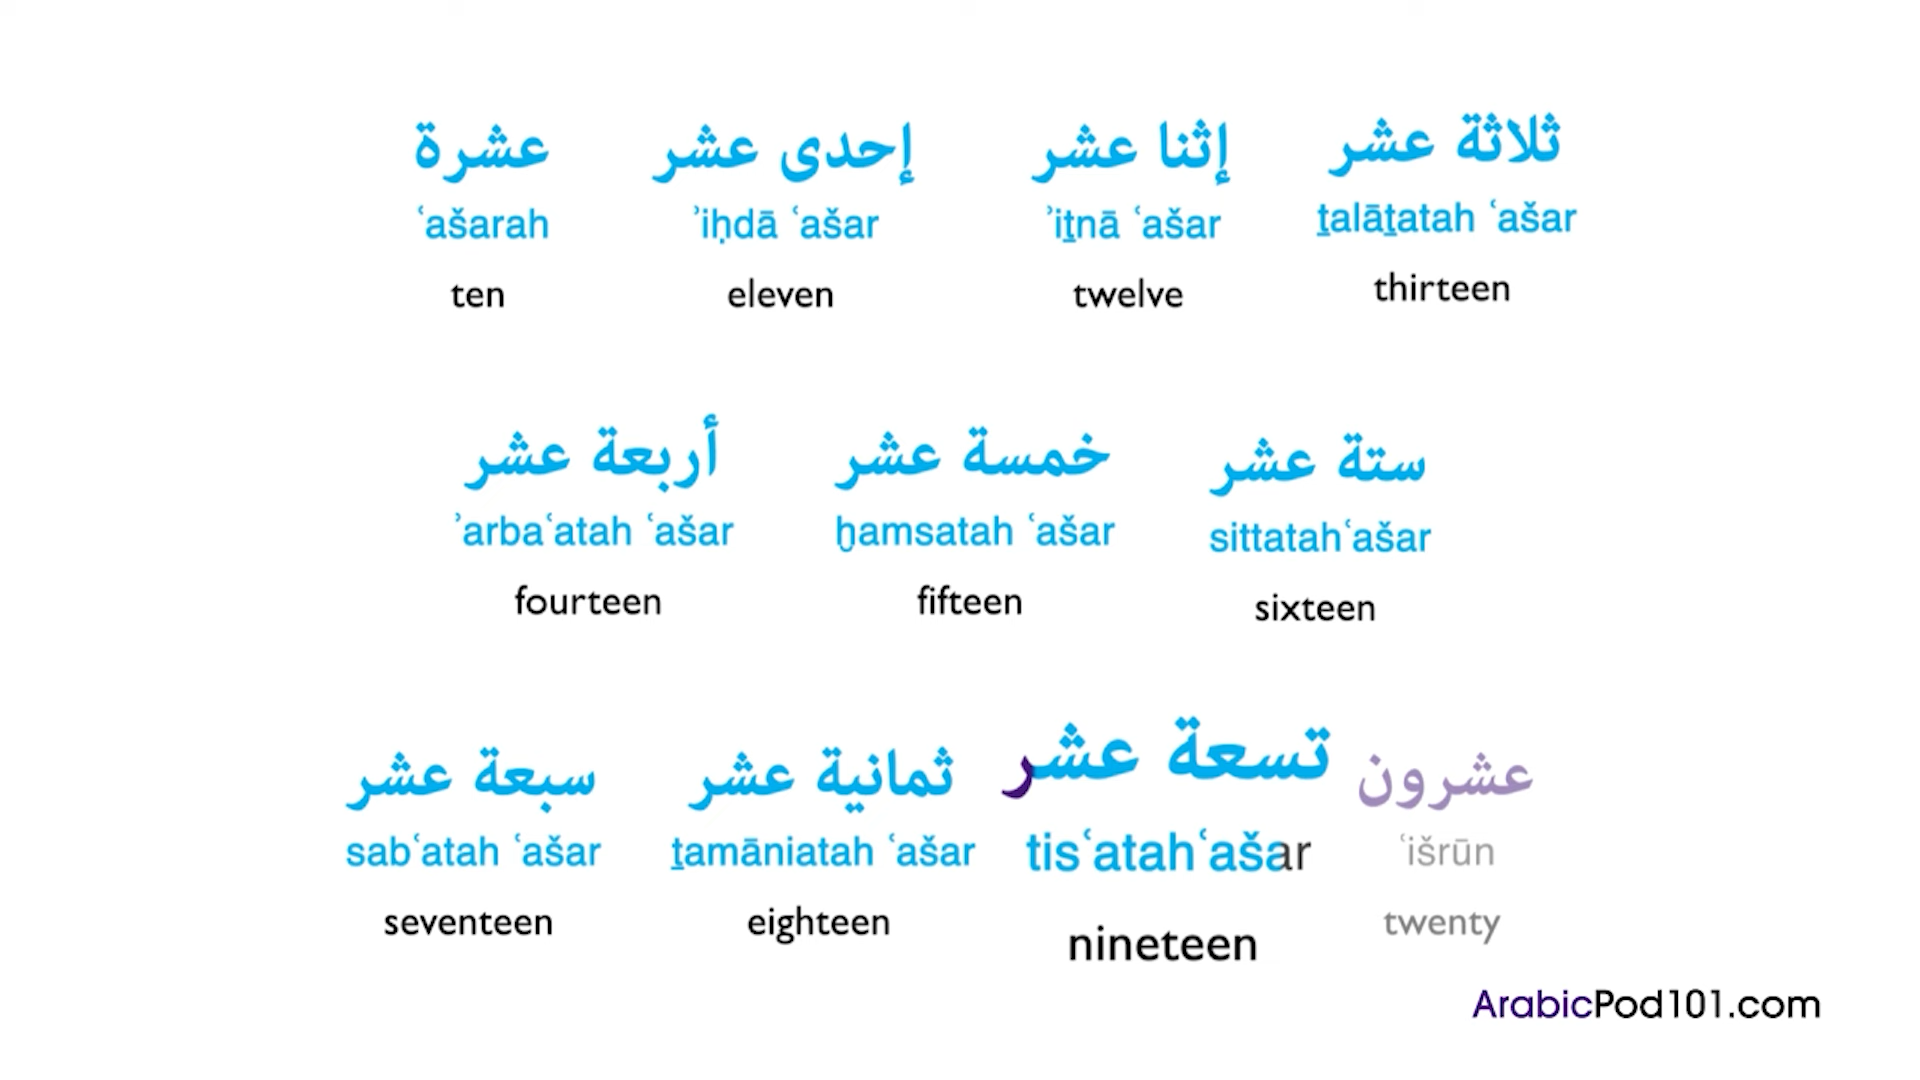 عشرة
ʿašarah
ten
إحدى عشر
ʾiḥdā ʿašar
eleven
إثنا عشر
ʾiṯnā ʿašar
twelve
ثلاثة عشر
ṯalāṯatah ʿašar
thirteen
أربعة عشر
ʾarbaʿatah ʿašar
fourteen
خمسة عشر
ḫamsatah ʿašar
fifteen
ستة عشر
sittatahʿašar
sixteen
سبعة عشر
sabʿatah ʿašar
seventeen
ثمانية عشر
ṯamāniatah ʿašar
eighteen
تسعة عشر
tisʿatahʿašar
nineteen
عشرون
ʿišrūn
twenty
ArabicPod101.com